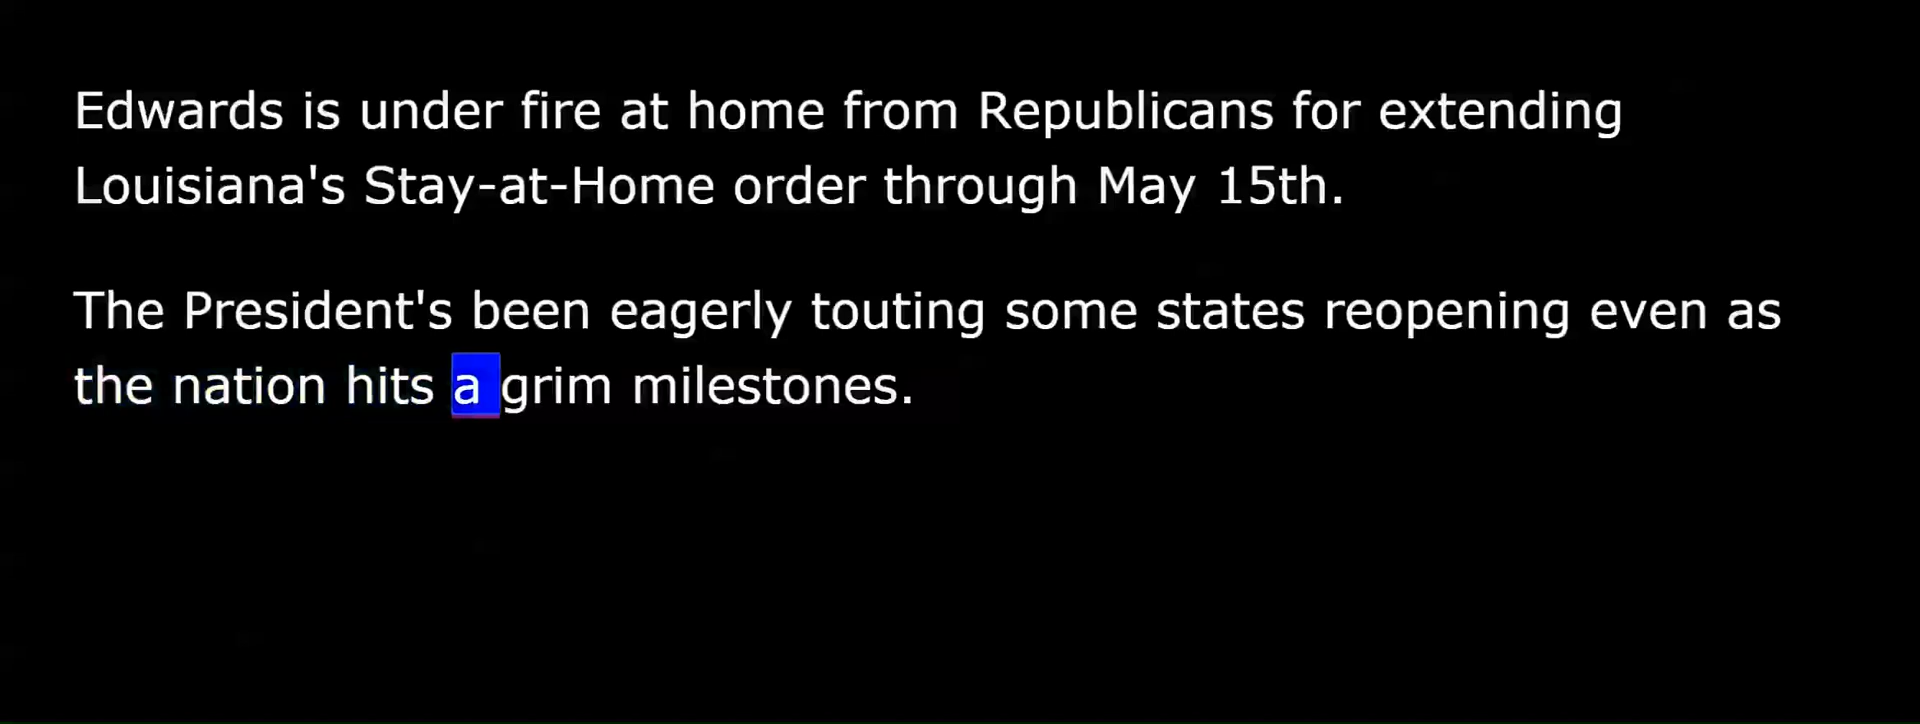 Edwards is under fire at home from Republicans for extending
Louisiana's Stay-at-Home order through May 15th.
The President's been eagerly touting some states reopening even as
the nation hits a grim milestones.